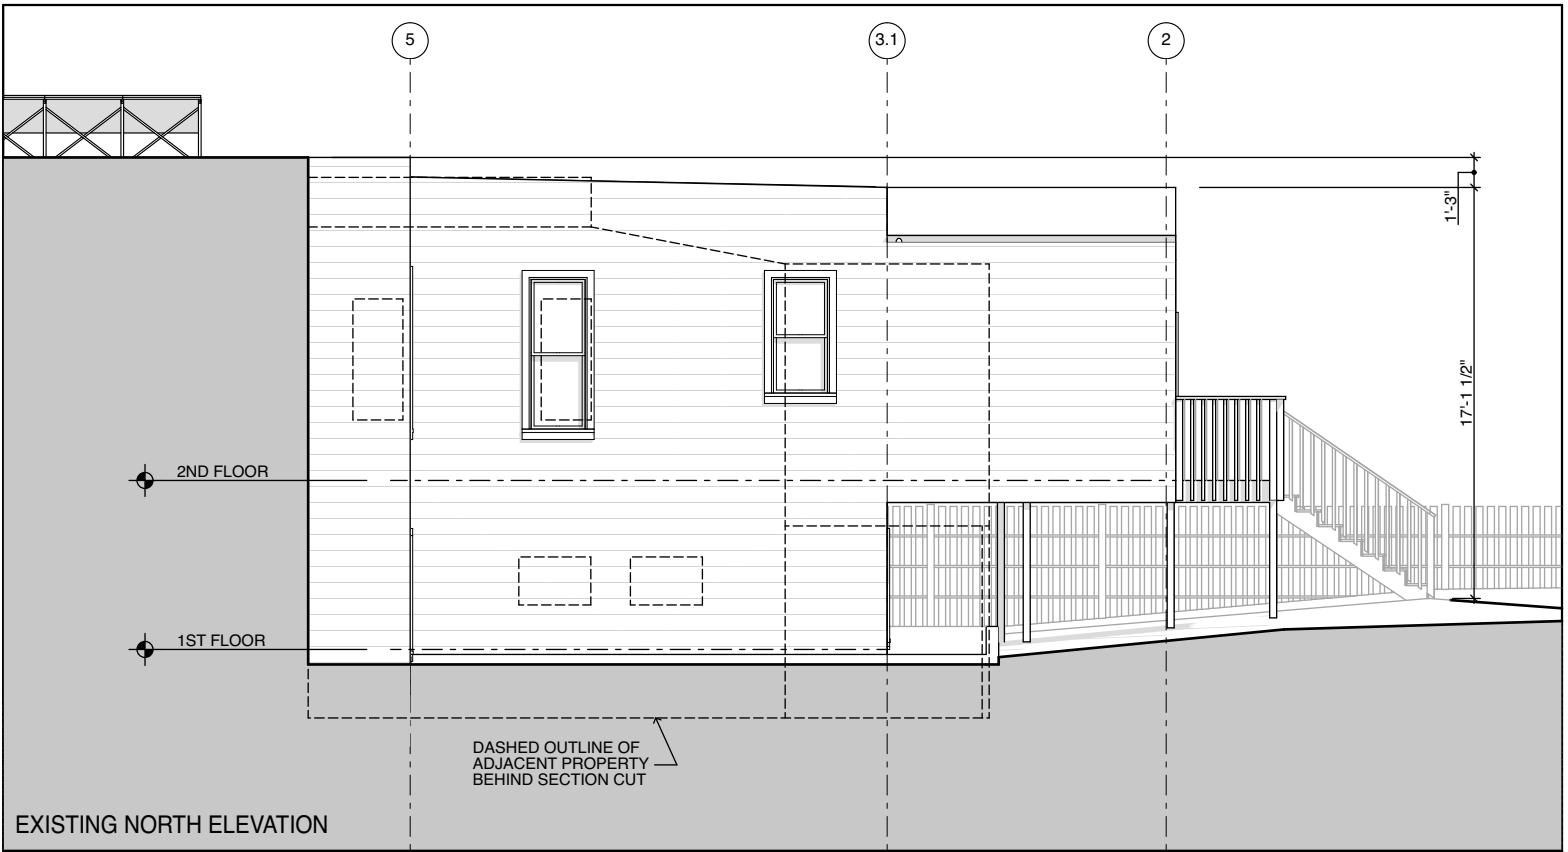 5
3.1
2
1'-3"
17'-1 1/2"
2ND FLOOR
1ST FLOOR
DASHED OUTLINE OF
ADJACENT PROPERTY
BEHIND SECTION CUT
EXISTING NORTH ELEVATION